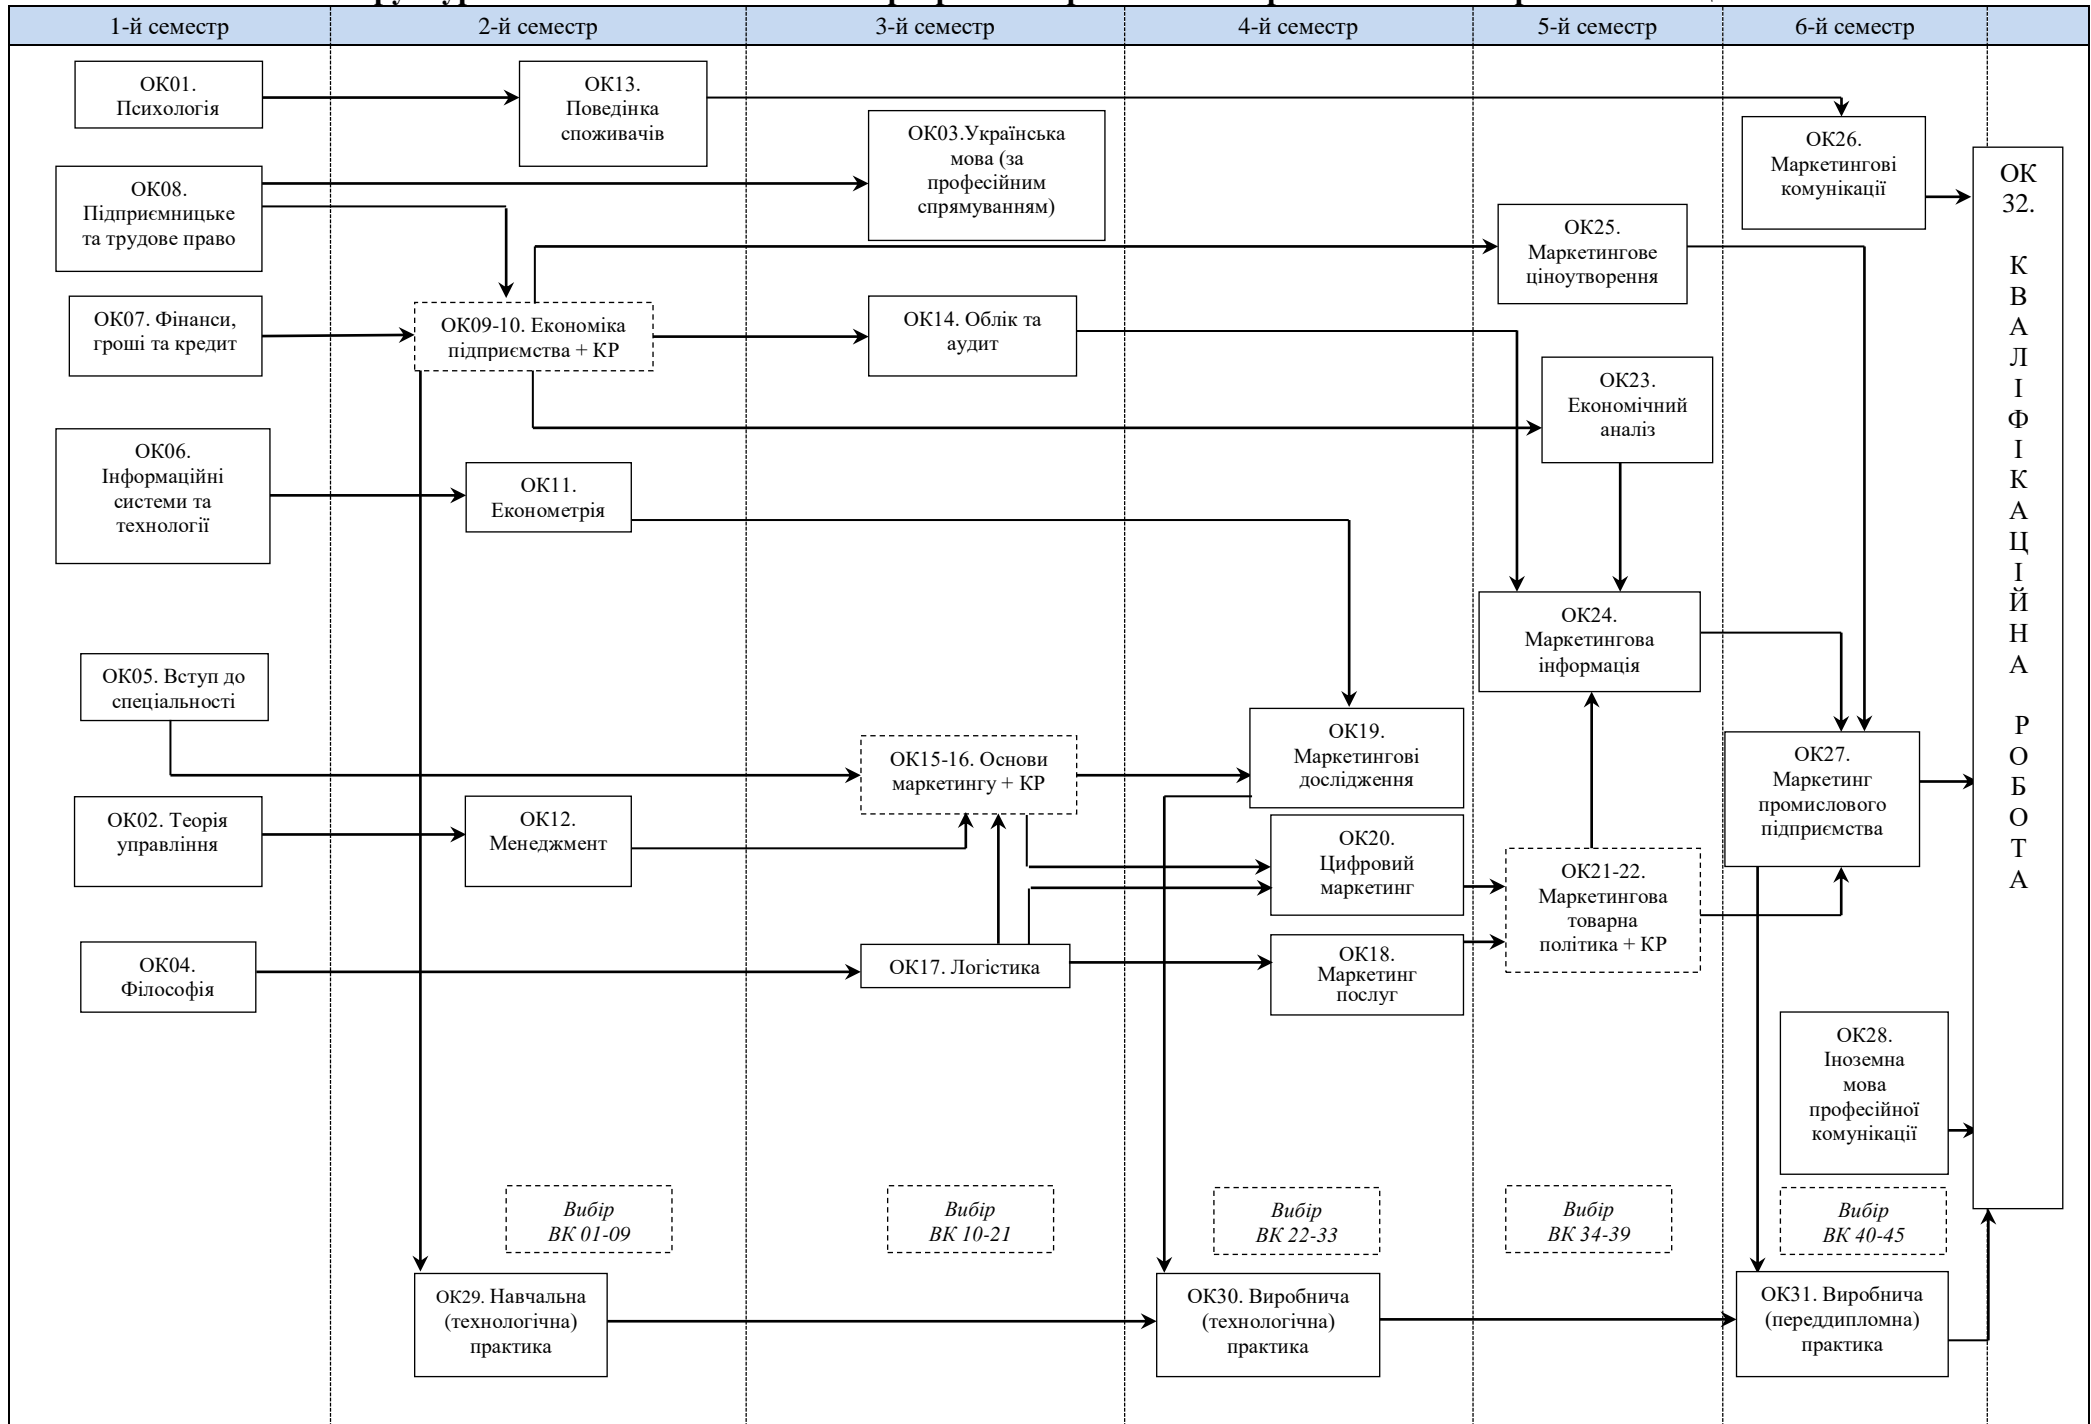 1-й семестр
2-й семестр
3-й семестр
4-й семестр
5-й семестр
6-й семестр
ОК01.
Психологія
ОК08.
Підприємницьке
та трудове право
ОК07. Фінанси,
гроші та кредит
ОК06.
Інформаційні
системи та
технології
ОК05. Вступ до
спеціальності
ОК02. Теорія
управління
ОК04.
Філософія
ОК13.
Поведінка
споживачів
ОК09-10. Економіка
підприємства + КР
ОК11.
Економетрія
ОК12.
Менеджмент
Вибір
ВК 01-09
ОК29. Навчальна
(технологічна)
практика
ОК03.Українська
мова (за
професійним
спрямуванням)
ОК14. Облік та
аудит
ОК15-16. Основи
маркетингу + КР
ОК17. Логістика
Вибір
ВК 10-21
ОК19.
Маркетингові
дослідження
ОК20.
Цифровий
маркетинг
ОК18.
Маркетинг
послуг
Вибір
ВК 22-33
ОК30. Виробнича
(технологічна)
практика
ОК25.
Маркетингове
ціноутворення
ОК23.
Економічний
аналіз
ОК24.
Маркетингова
інформація
ОК21-22.
Маркетингова
товарна
політика + КР
Вибір
ВК 34-39
ОК26.
Маркетингові
комунікації
ОК27.
Маркетинг
промислового
підприємства
ОК28.
Іноземна
мова
професійної
комунікації
Вибір
ВК 40-45
ОК31. Виробнича
(переддипломна)
практика
ОК
32.
К
В
А
Л
І
Ф
І
К
А
Ц
І
Й
Н
А
Р
О
Б
О
Т
А